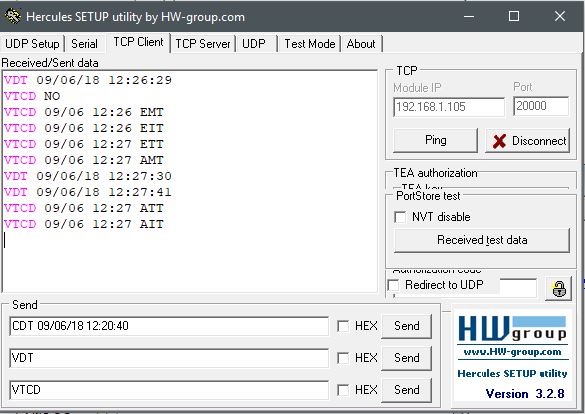 Hercules SETUP utility by HW-group.com
UDP Setup Serial TCP Client TCP Server UDP Test Mode About
Received/Sent data
VDT 09/06/18 12:26:29
VTCD NO
VTCD 09/06 12:26 EMT
VTCD 09/06 12:26 EIT
VTCD 09/06 12:27 ETT
VTCD 09/06 12:27 AMT
VDT 09/06/18 12:27:30
VDT 09/06/18 12:27:41
VTCD 09/06 12:27 ATT
VTCD 09/06 12:27 AIT
TCP
Module IP Port
192.168.1.105 20000
Ping Disconnect
TEA authorization
TEA key
PortStore test
NVT disable
Received test data
Authorization code
Redirect to UDP
Send
CDT 09/06/18 12:20:40 HEX Send
VDT HEX Send
VTCD HEX Send
HW group
www.HW-group.com
Hercules SETUP utility
Version 3.2.8